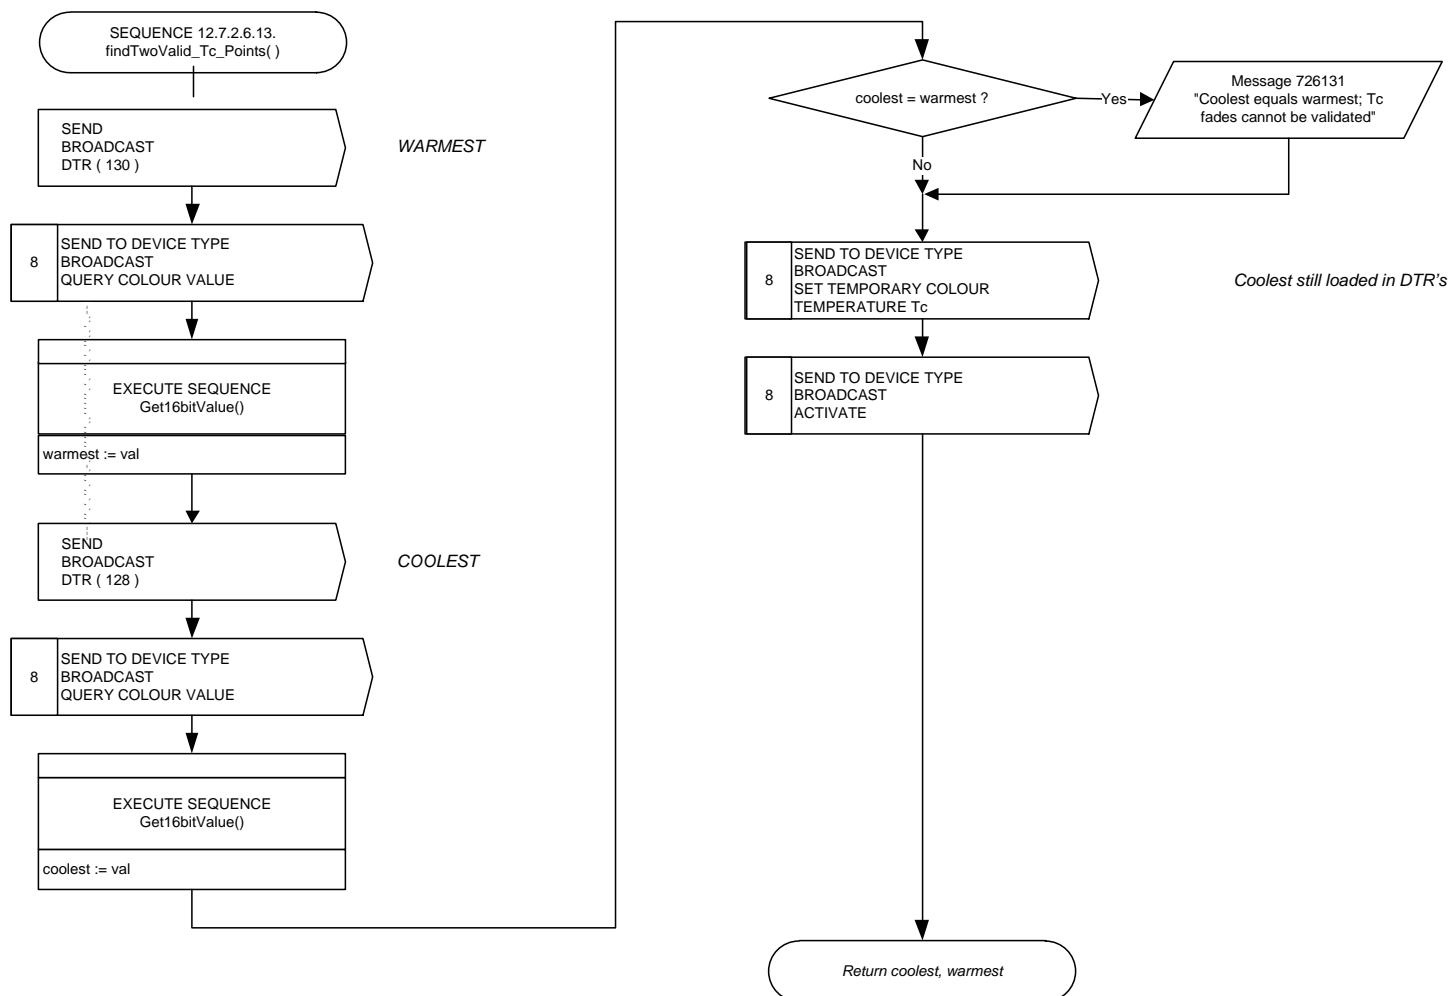 SEQUENCE 12.7.2.6.13.
findTwoValid_Tc_Points( )
SEND
BROADCAST
DTR ( 130 )
WARMEST
8
SEND TO DEVICE TYPE
BROADCAST
QUERY COLOUR VALUE
EXECUTE SEQUENCE
Get16bitValue()
warmest := val
SEND
BROADCAST
DTR ( 128 )
COOLEST
8
SEND TO DEVICE TYPE
BROADCAST
QUERY COLOUR VALUE
EXECUTE SEQUENCE
Get16bitValue()
coolest := val
coolest = warmest ?
Yes
Message 726131
"Coolest equals warmest; Tc
fades cannot be validated"
No
8
SEND TO DEVICE TYPE
BROADCAST
SET TEMPORARY COLOUR
TEMPERATURE Tc
Coolest still loaded in DTR's
8
SEND TO DEVICE TYPE
BROADCAST
ACTIVATE
Return coolest, warmest